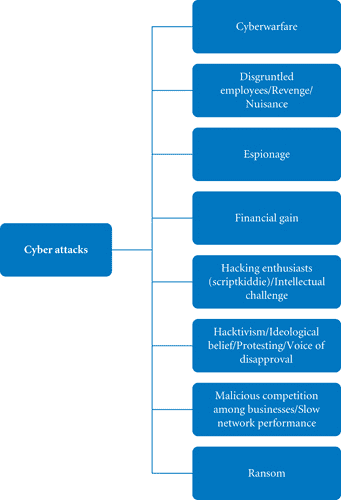 Cyber attacks
Cyberwarfare
Disgruntled
employees/Revenge/
Nuisance
Espionage
Financial gain
Hacking enthusiasts
(scriptkiddie)/Intellectual
challenge
Hacktivism/Ideological
belief/Protesting/Voice of
disapproval
Malicious competition
among businesses/Slow
network performance
Ransom